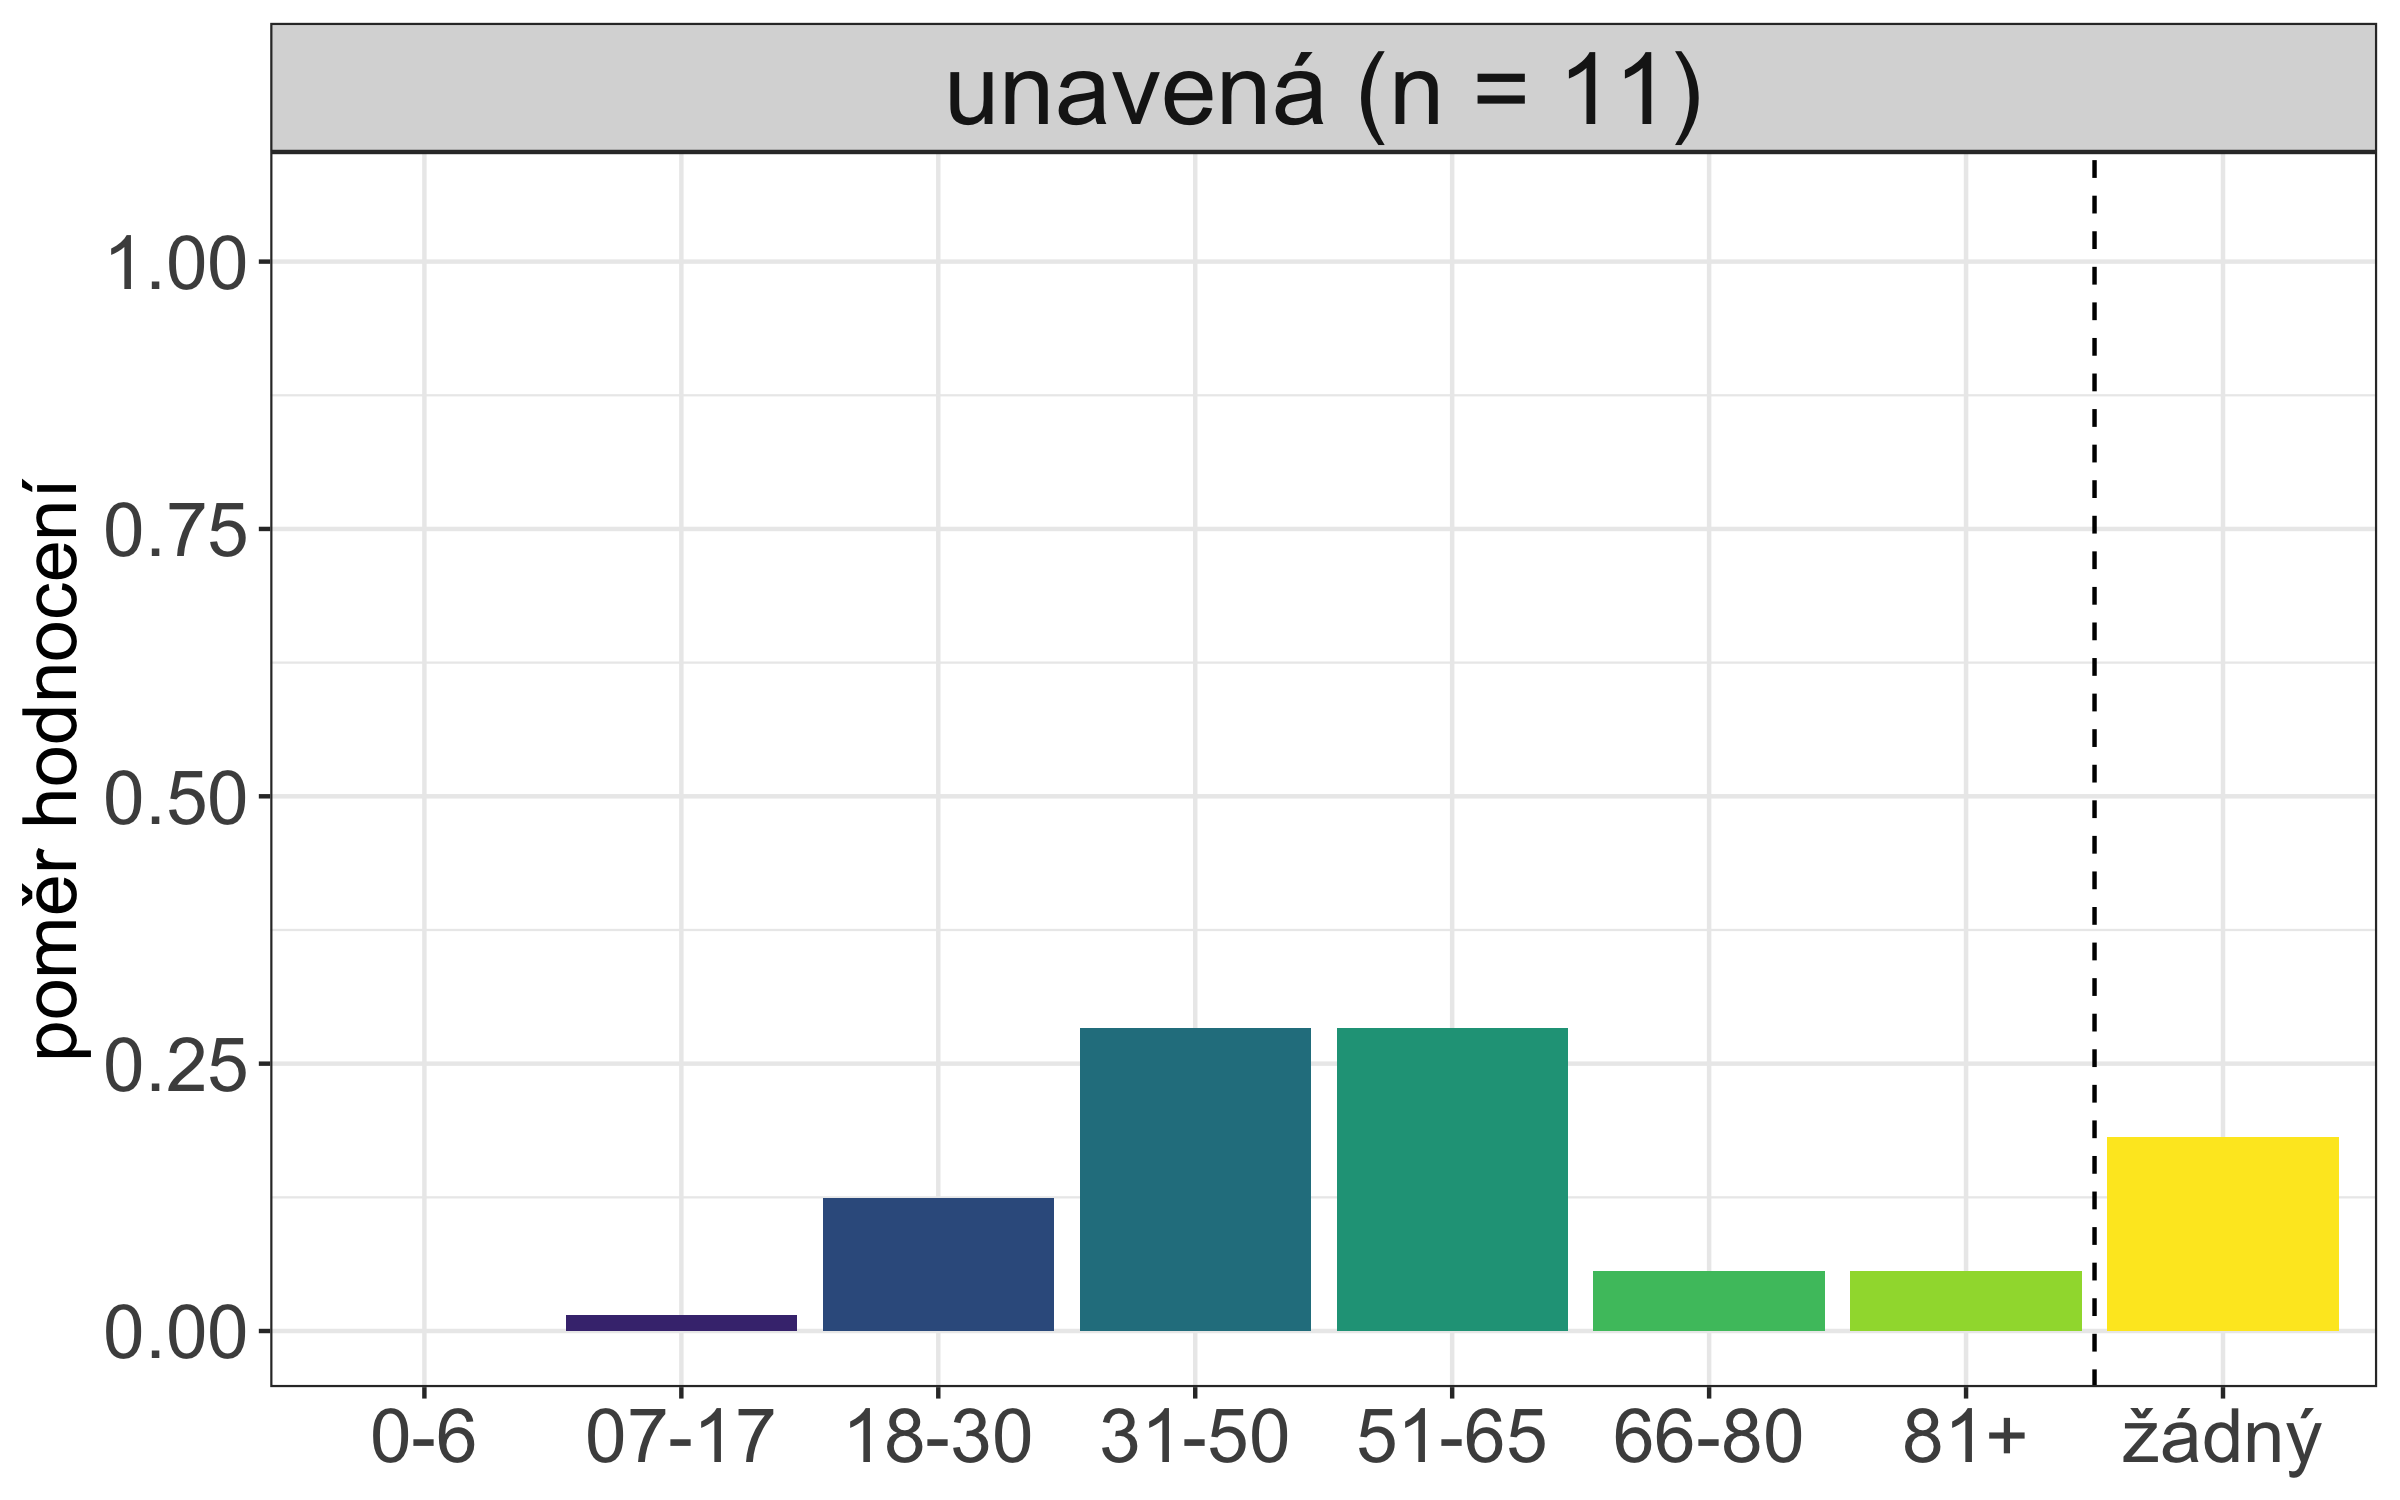 unavená (n = 11)
poměr hodnocení
1.00
0.75
0.50
0.25
0.00
0-6 07-17 18-30 31-50 51-65 66-80 81+ žádný